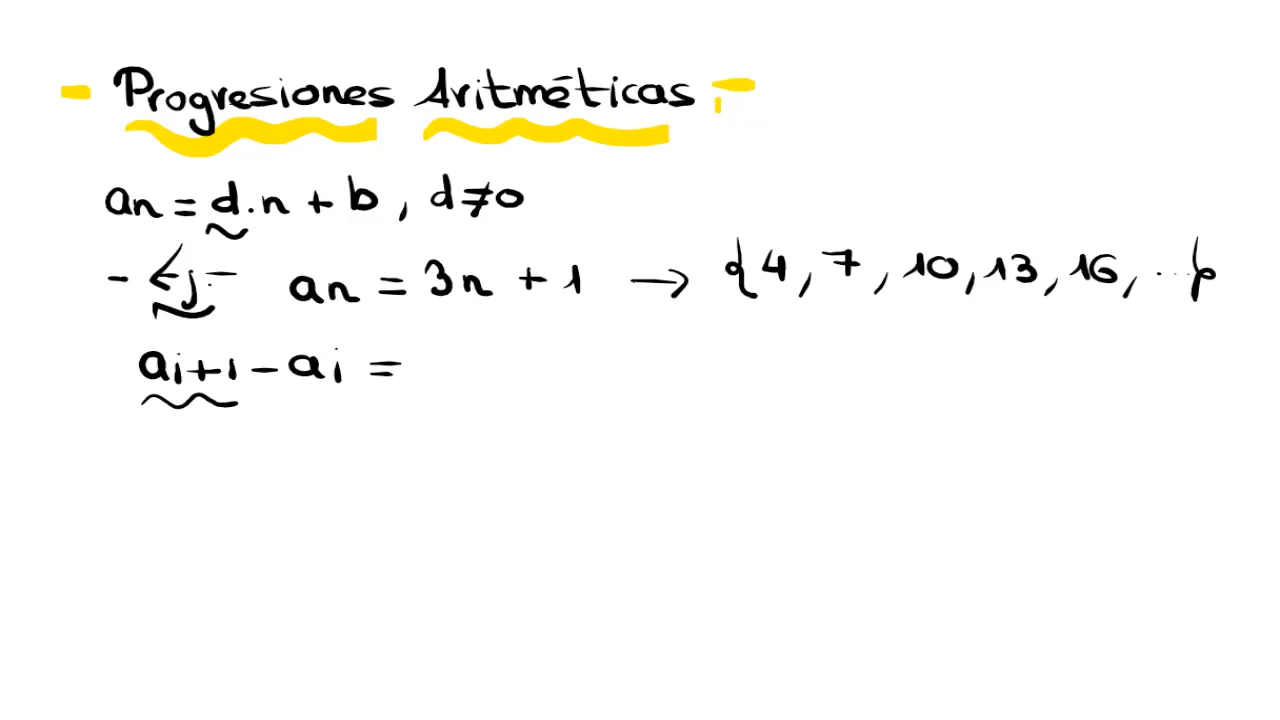 - Progresiones Aritméticas :-
an = d.n + b , d≠0
- Ej.- an = 3n + 1 → {4, 7, 10, 13, 16, ...}
ai+1 - ai =